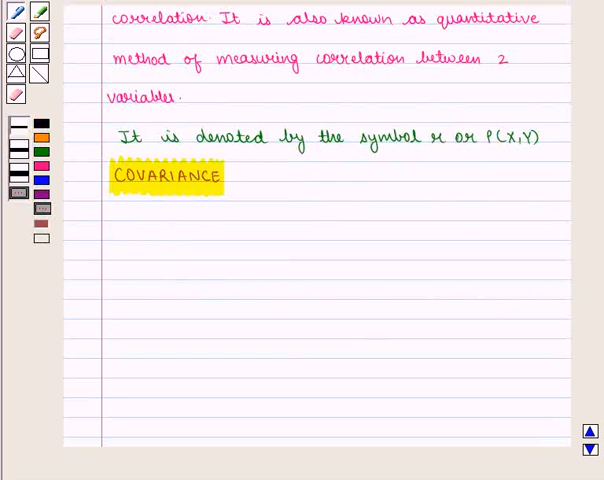 correlation. It is also known as quantitative
method of measuring correlation between 2
variables.
It is denoted by the symbol r or P(X,Y)
COVARIANCE